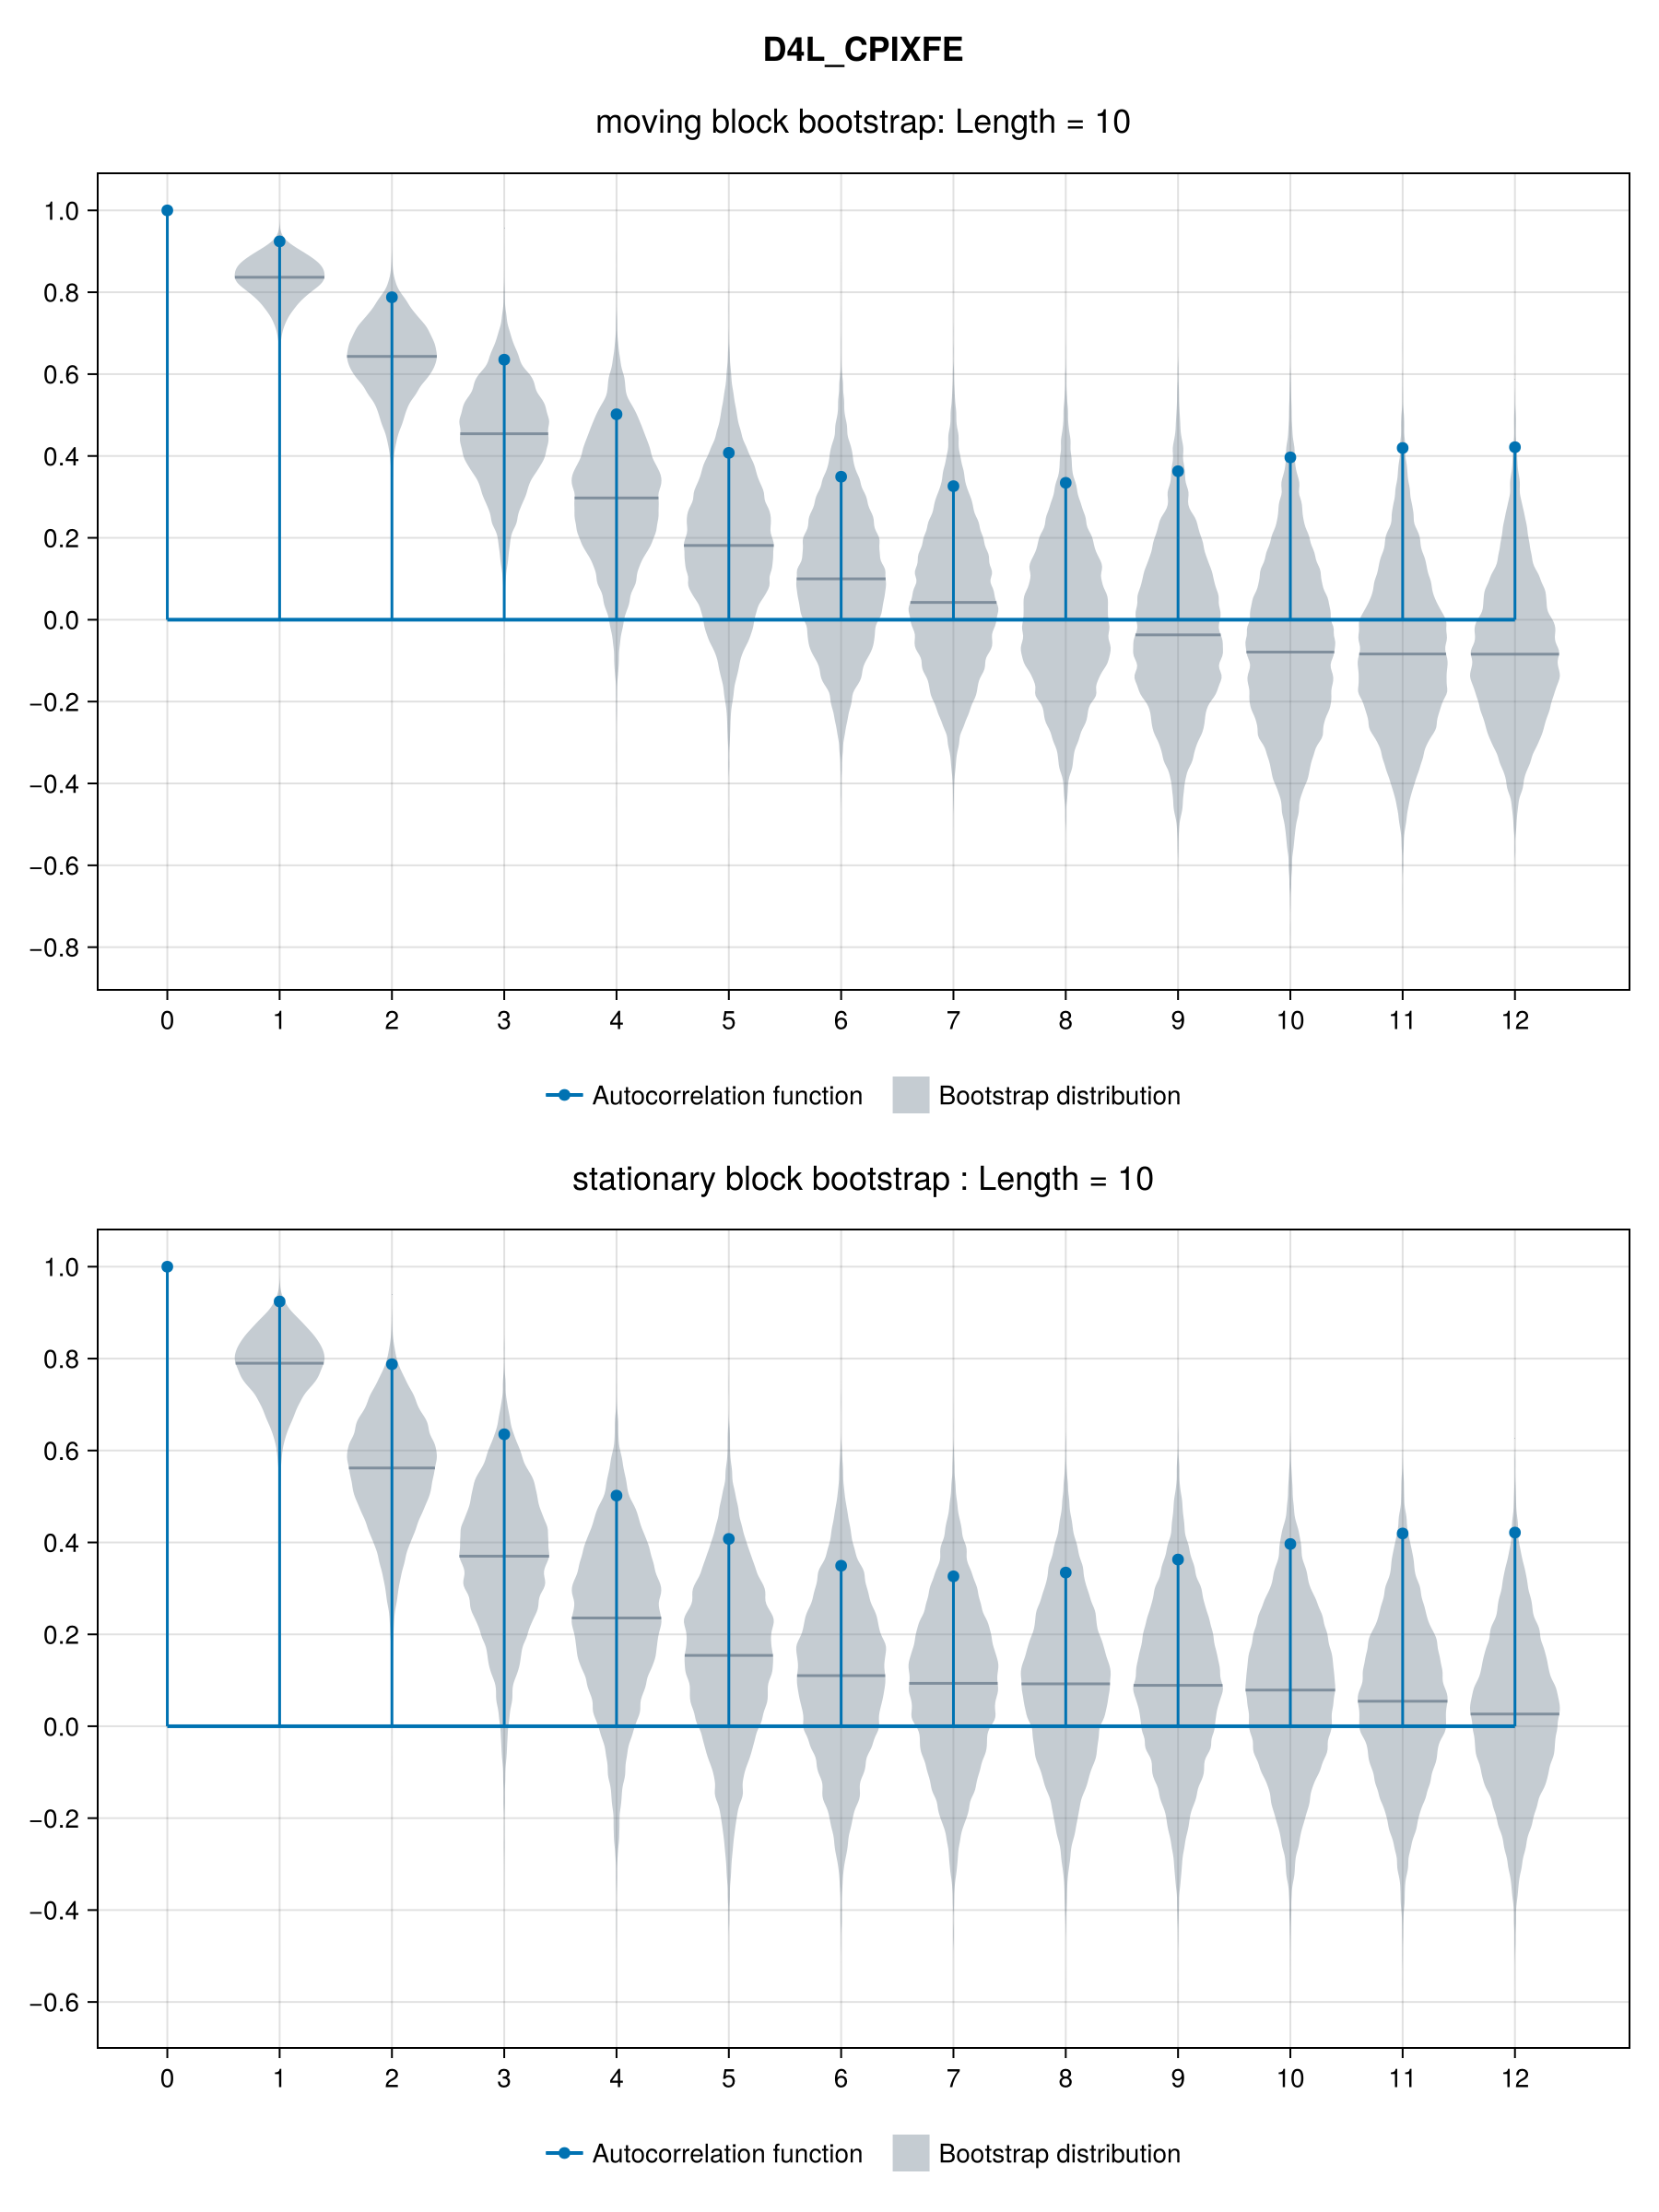 D4L_CPIXFE
moving block bootstrap: Length = 10
1.0
0.8
0.6
0.4
0.2
0.0
−0.2
−0.4
−0.6
−0.8
0 1 2 3 4 5 6 7 8 9 10 11 12
Autocorrelation function Bootstrap distribution
stationary block bootstrap : Length = 10
1.0
0.8
0.6
0.4
0.2
0.0
−0.2
−0.4
−0.6
0 1 2 3 4 5 6 7 8 9 10 11 12
Autocorrelation function Bootstrap distribution